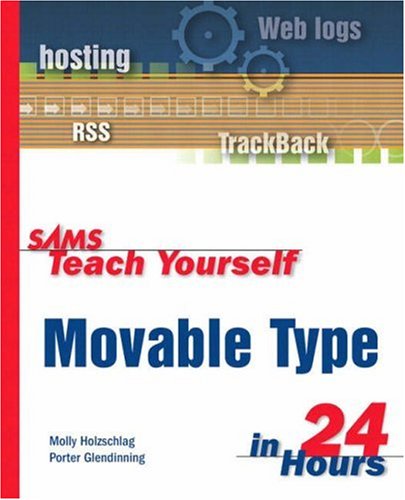 Web logs
hosting
RSS
TrackBack
SAMS
Teach Yourself
Movable Type
Molly Holzschlag
Porter Glendinning
in 24
Hours